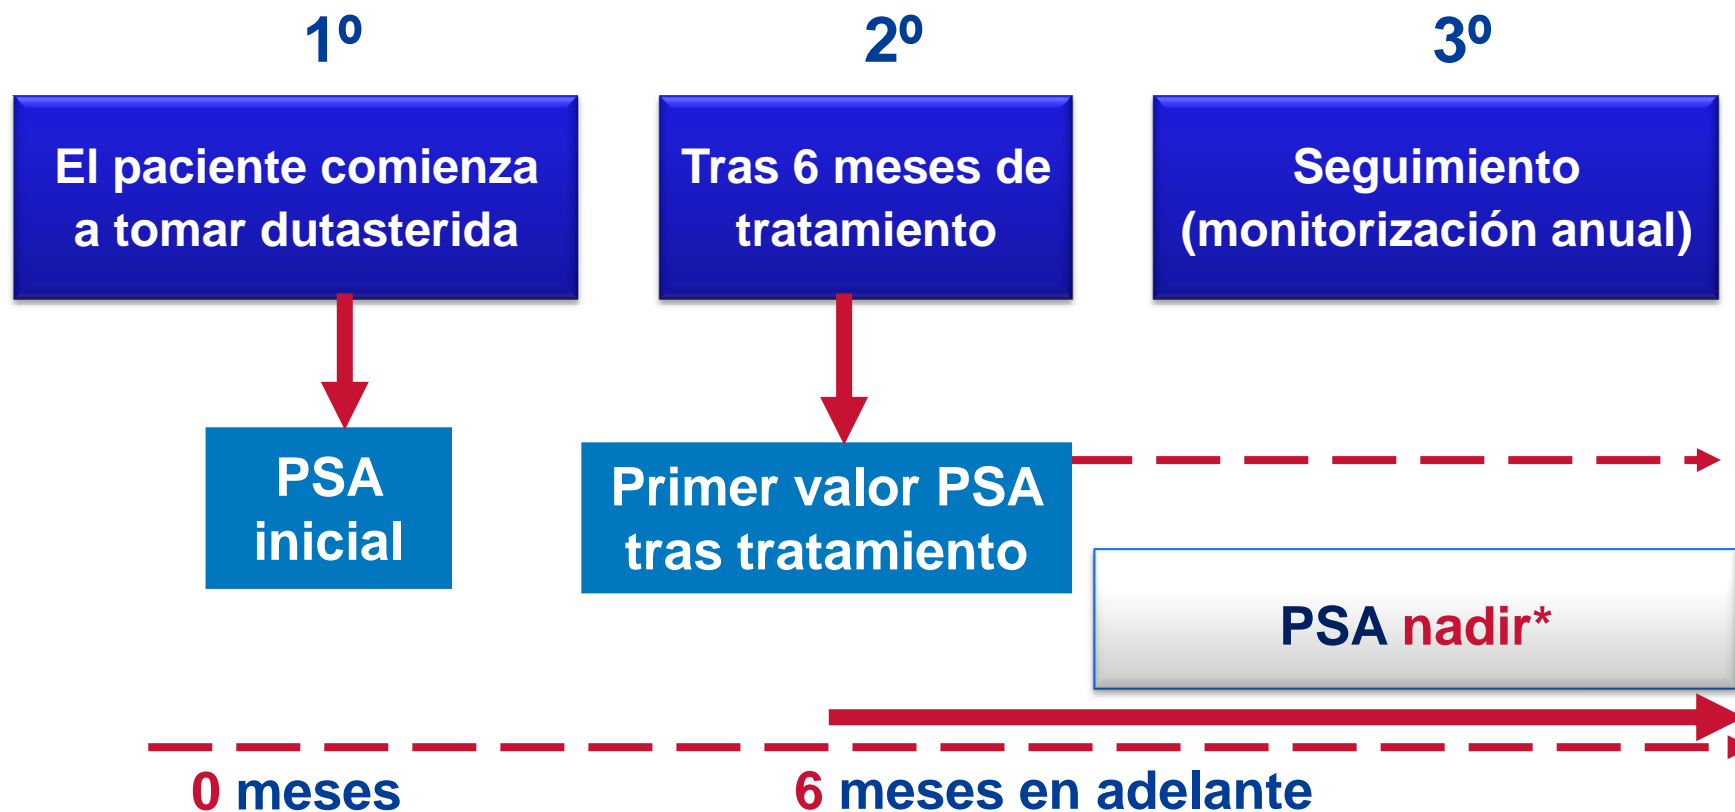 1º
El paciente comienza
a tomar dutasterida
2º
Tras 6 meses de
tratamiento
3º
Seguimiento
(monitorización anual)
PSA
inicial
Primer valor PSA
tras tratamiento
PSA nadir*
0 meses
6 meses en adelante